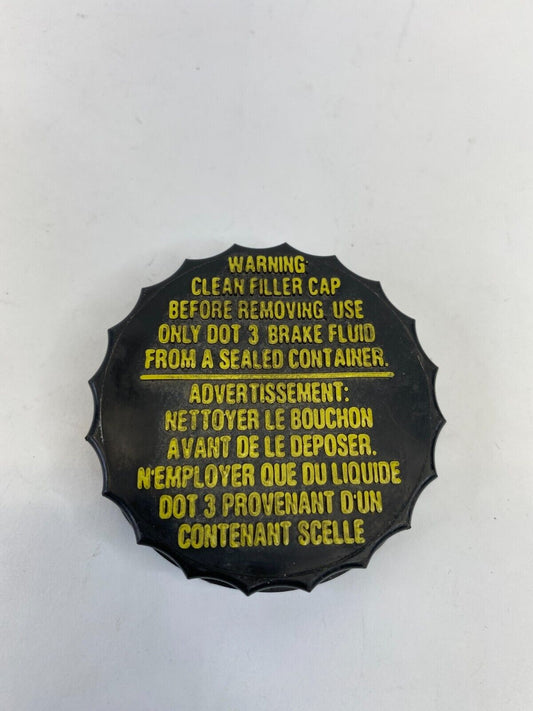 WARNING
CLEAN FILLER CAP
BEFORE REMOVING. USE
ONLY DOT 3 BRAKE FLUID
FROM A SEALED CONTAINER.
ADVERTISSEMENT:
NETTOYER LE BOUCHON
AVANT DE LE DEPOSER.
N'EMPLOYER QUE DU LIQUIDE
DOT 3 PROVENANT D'UN
CONTENANT SCELLE